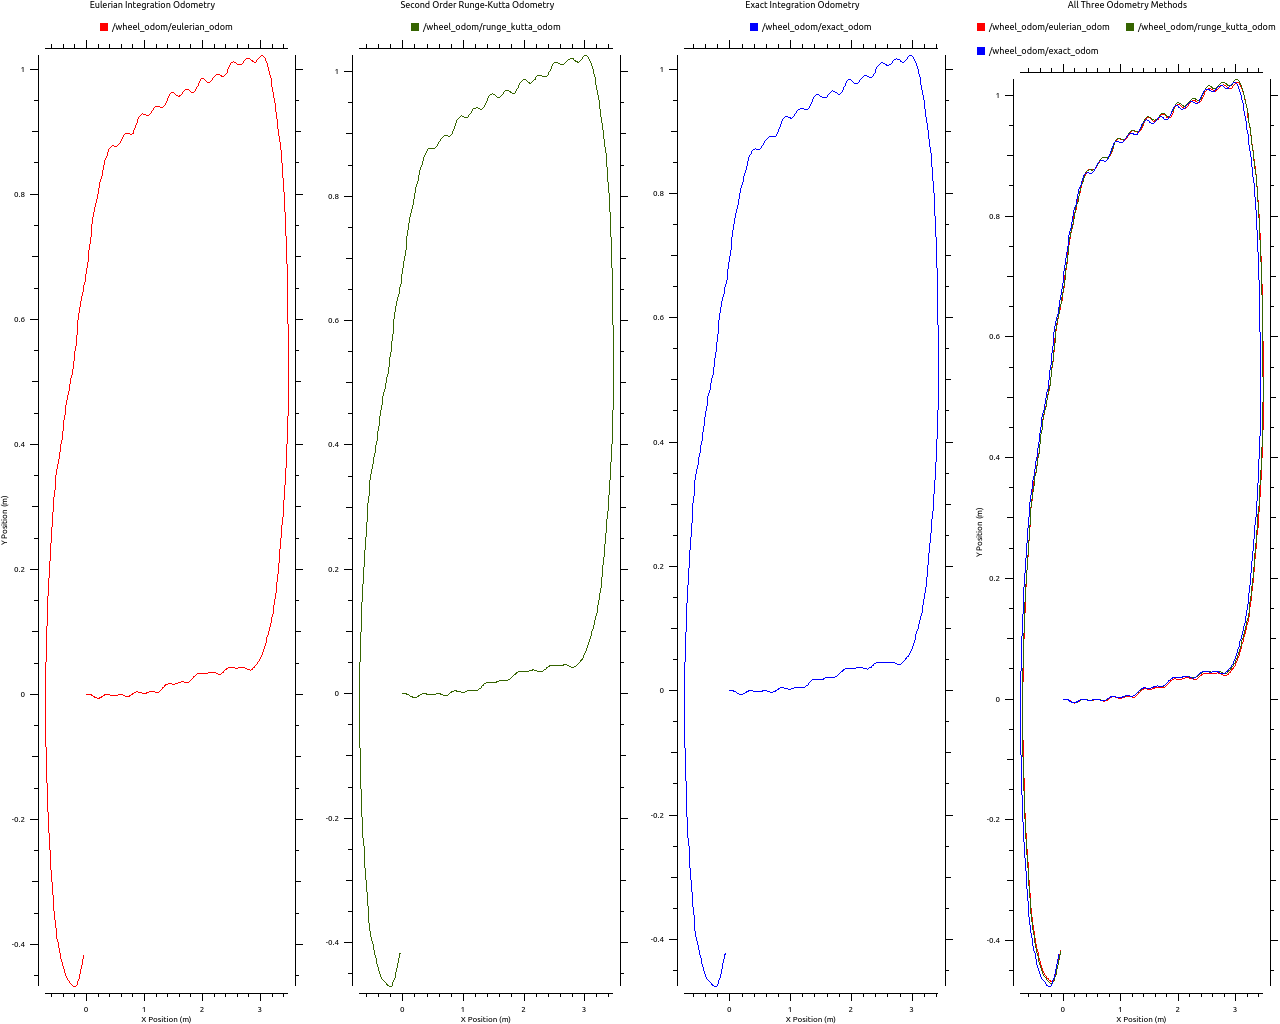 Eulerian Integration Odometry
/wheel_odom/eulerian_odom
1
0.8
0.6
0.4
0.2
0
-0.2
-0.4
Y Position (m)
0 1 2 3
X Position (m)
Second Order Runge-Kutta Odometry
/wheel_odom/runge_kutta_odom
1
0.8
0.6
0.4
0.2
0
-0.2
-0.4
0 1 2 3
X Position (m)
Exact Integration Odometry
/wheel_odom/exact_odom
1
0.8
0.6
0.4
0.2
0
-0.2
-0.4
0 1 2 3
X Position (m)
All Three Odometry Methods
/wheel_odom/eulerian_odom /wheel_odom/runge_kutta_odom
/wheel_odom/exact_odom
1
0.8
0.6
0.4
0.2
0
-0.2
-0.4
Y Position (m)
0 1 2 3
X Position (m)